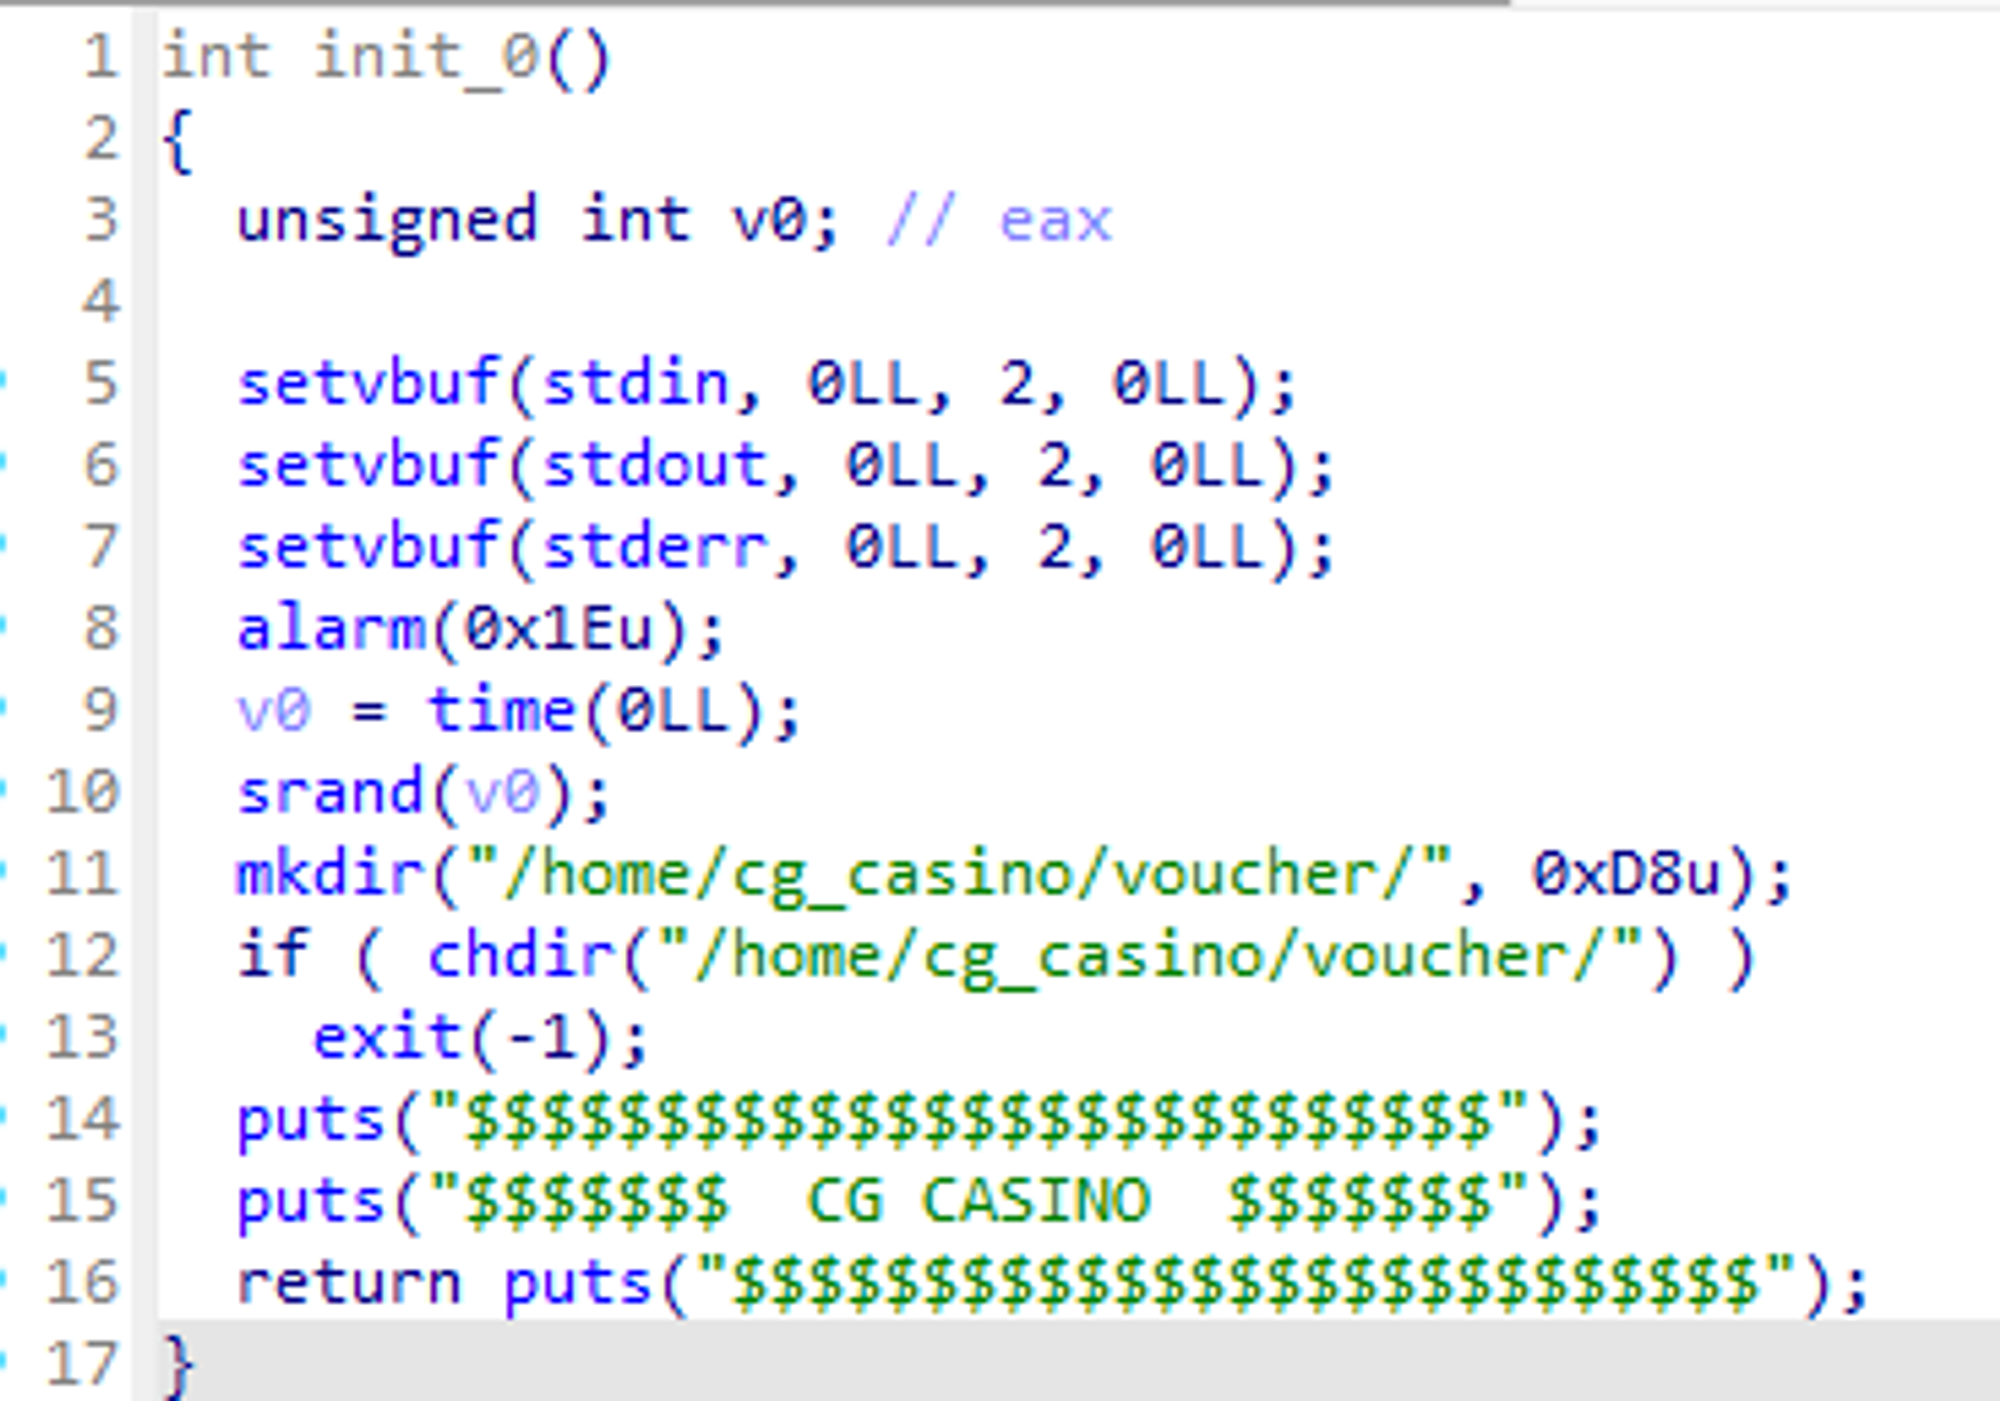 1 int init_0()
2 {
3   unsigned int v0; // eax
4
5   setvbuf(stdin, 0LL, 2, 0LL);
6   setvbuf(stdout, 0LL, 2, 0LL);
7   setvbuf(stderr, 0LL, 2, 0LL);
8   alarm(0x1Eu);
9   v0 = time(0LL);
10   srand(v0);
11   mkdir("/home/cg_casino/voucher/", 0xD8u);
12   if ( chdir("/home/cg_casino/voucher/") )
13     exit(-1);
14   puts("$$$$$$$$$$$$$$$$$$$$$$$$$$$");
15   puts("$$$$$$$  CG CASINO  $$$$$$$");
16   return puts("$$$$$$$$$$$$$$$$$$$$$$$$$$$");
17 }